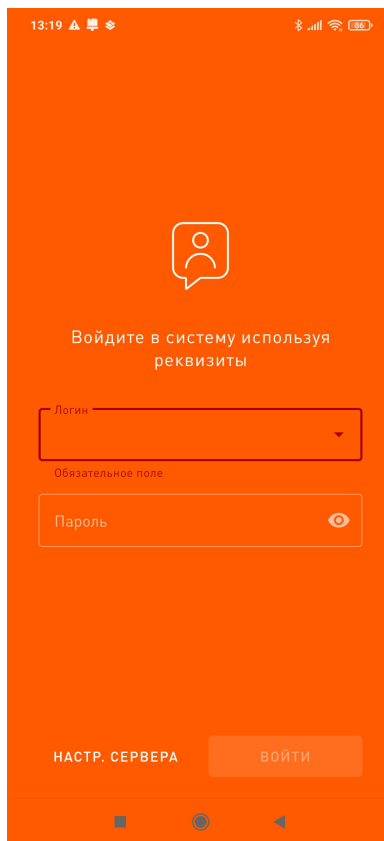 13:19
86
Войдите в систему используя
реквизиты
Логин
Обязательное поле
Пароль
НАСТР. СЕРВЕРА
ВОЙТИ